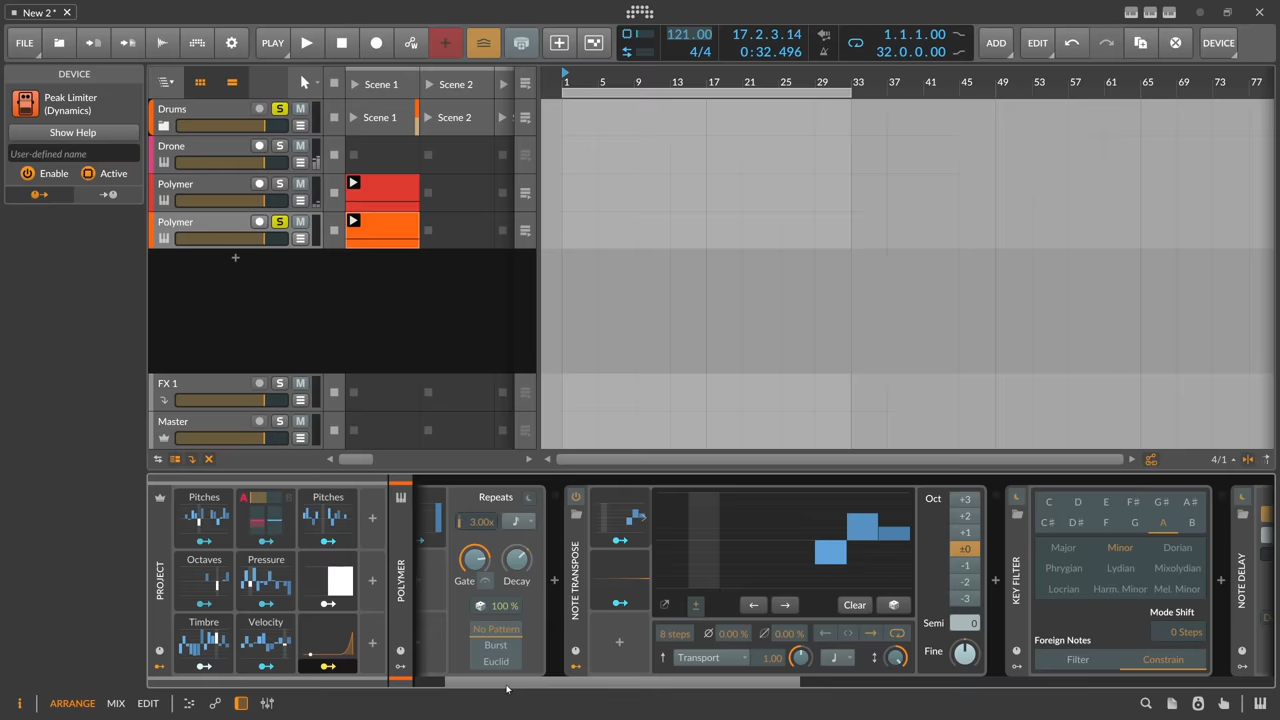 New 2*
FILE
PLAY
121.00
4/4
17.2.3.14
0:32.496
1.1.1.00
32.0.0.00
ADD
EDIT
DEVICE
DEVICE
Peak Limiter
(Dynamics)
Show Help
User-defined name
Enable
Active
Scene 1
Scene 2
1 5 9 13 17 21 25 29 33 37 41 45 49 53 57 61 65 69 73 77
Drums
S
M
Scene 1
Scene 2
Drone
S
M
Polymer
S
M
Polymer
S
M
+
FX 1
S
M
Master
S
M
4/1
PROJECT
Pitches
A
Pitches
Octaves
Pressure
Timbre
Velocity
POLYMER
Repeats
3.00x
Gate
Decay
100 %
No Pattern
Burst
Euclid
NOTE TRANSPOSE
Clear
8 steps
0.00 %
0.00 %
Transport
1.00
Oct
+3
+2
+1
±0
-1
-2
-3
Semi
0
Fine
KEY FILTER
C D E F# G# A#
C# D# F G A B
Major Minor Dorian
Phrygian Lydian Mixolydian
Locrian Harm. Minor Mel. Minor
Mode Shift
0 Steps
Foreign Notes
Filter
Constrain
NOTE DELAY
i
ARRANGE
MIX
EDIT